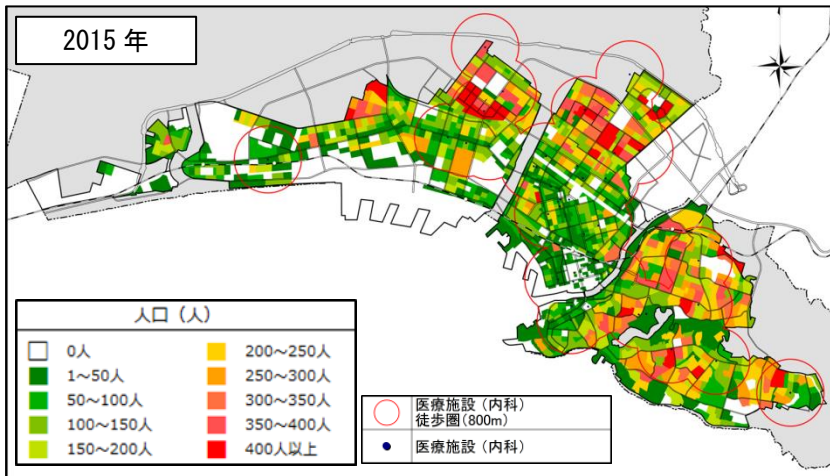 2015 年
人口（人）
0人
1～50人
50～100人
100～150人
150～200人
200～250人
250～300人
300～350人
350～400人
400人以上
医療施設（内科）
徒歩圏（800m）
医療施設（内科）